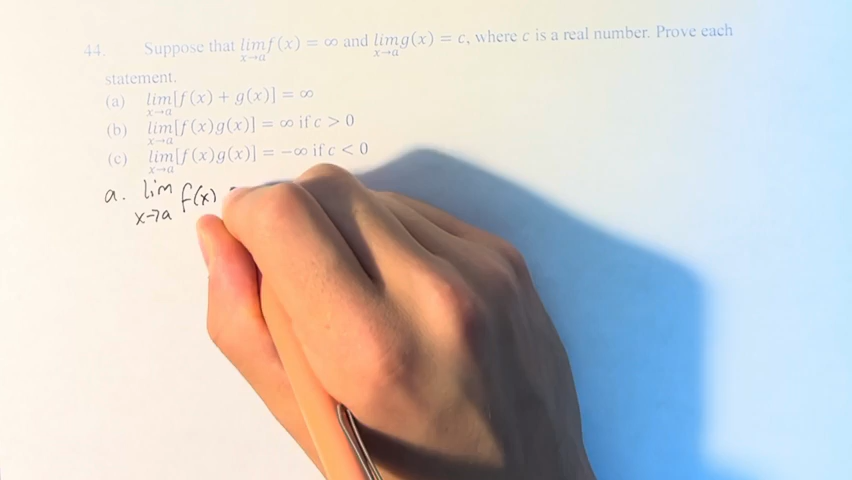 44. Suppose that lim f(x) = ∞ and lim g(x) = c, where c is a real number. Prove each
x→a x→a
statement.
(a) lim[f(x) + g(x)] = ∞
x→a
(b) lim[f(x)g(x)] = ∞ if c > 0
x→a
(c) lim[f(x)g(x)] = −∞ if c < 0
x→a
a. lim f(x)
x→a